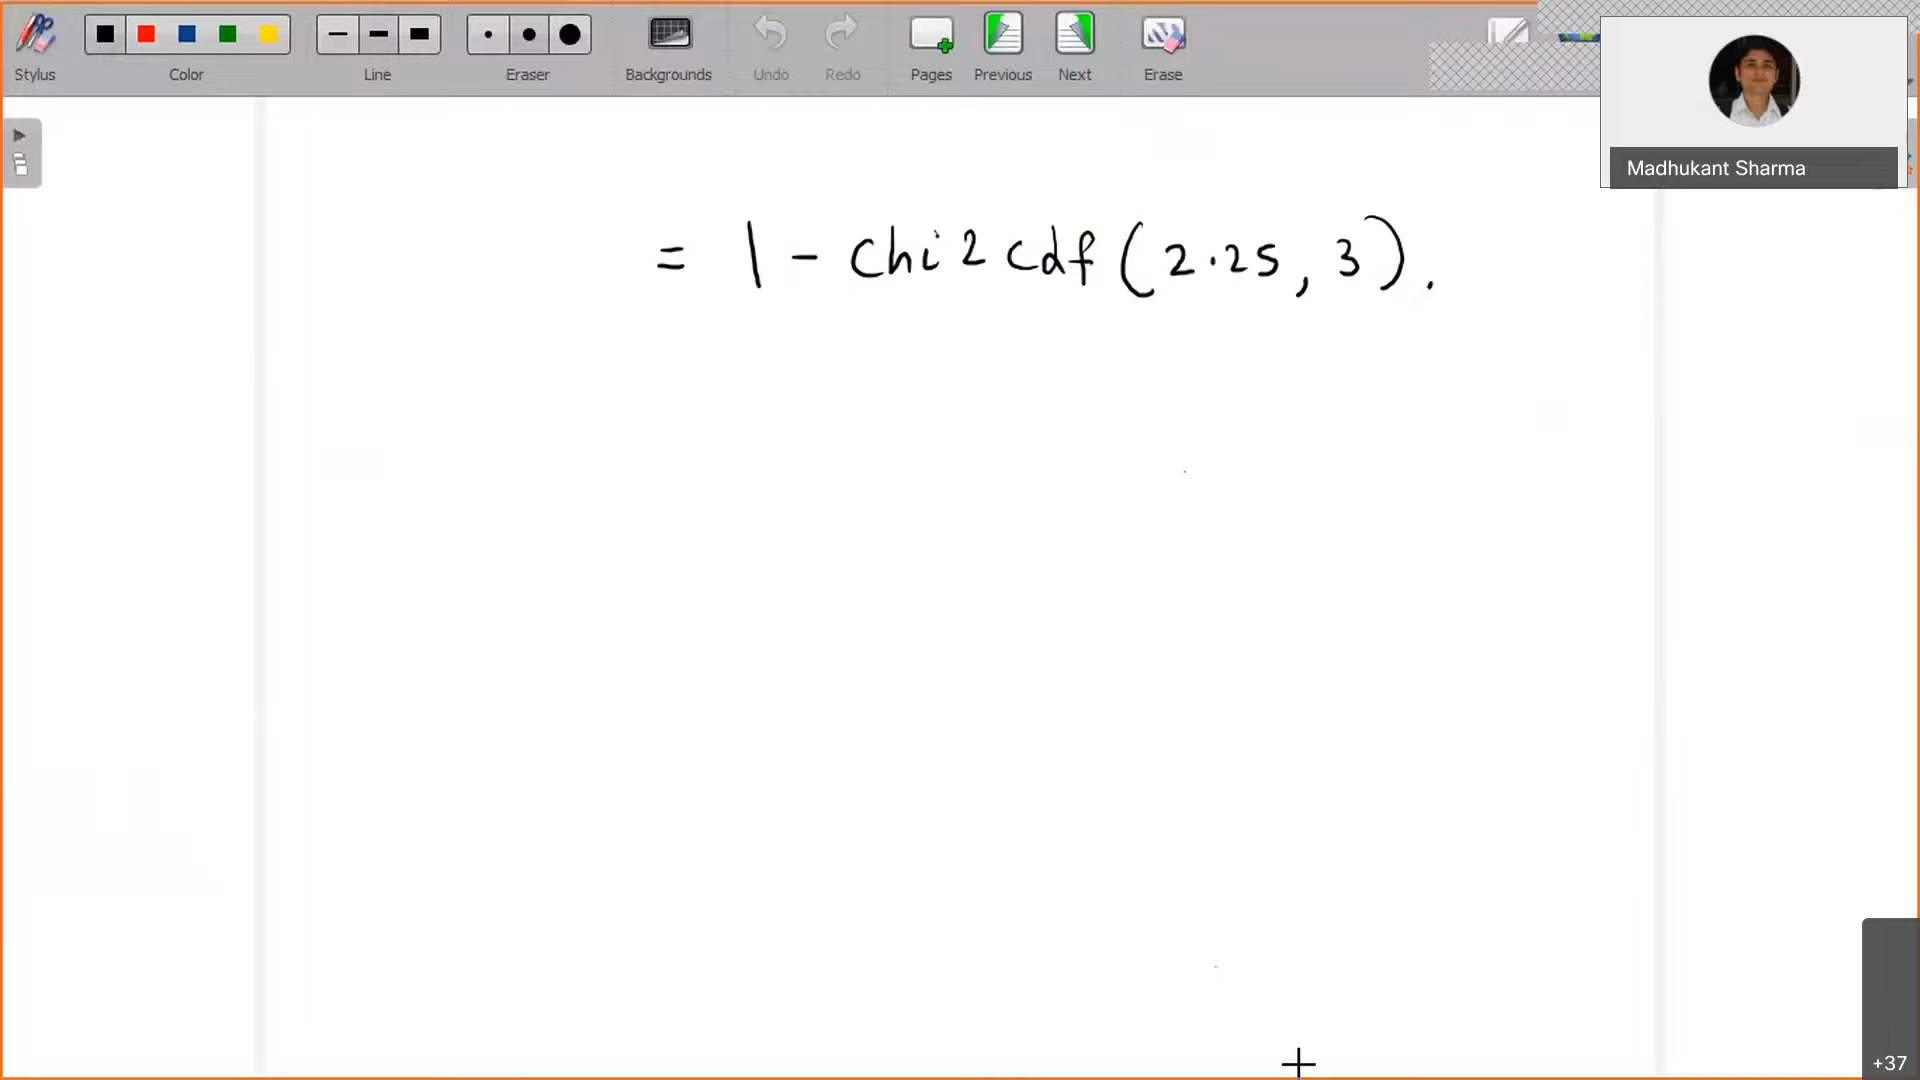 Stylus Color Line Eraser Backgrounds Undo Redo Pages Previous Next Erase
Madhukant Sharma
= 1 - Chi2cdf(2.25, 3).
+37